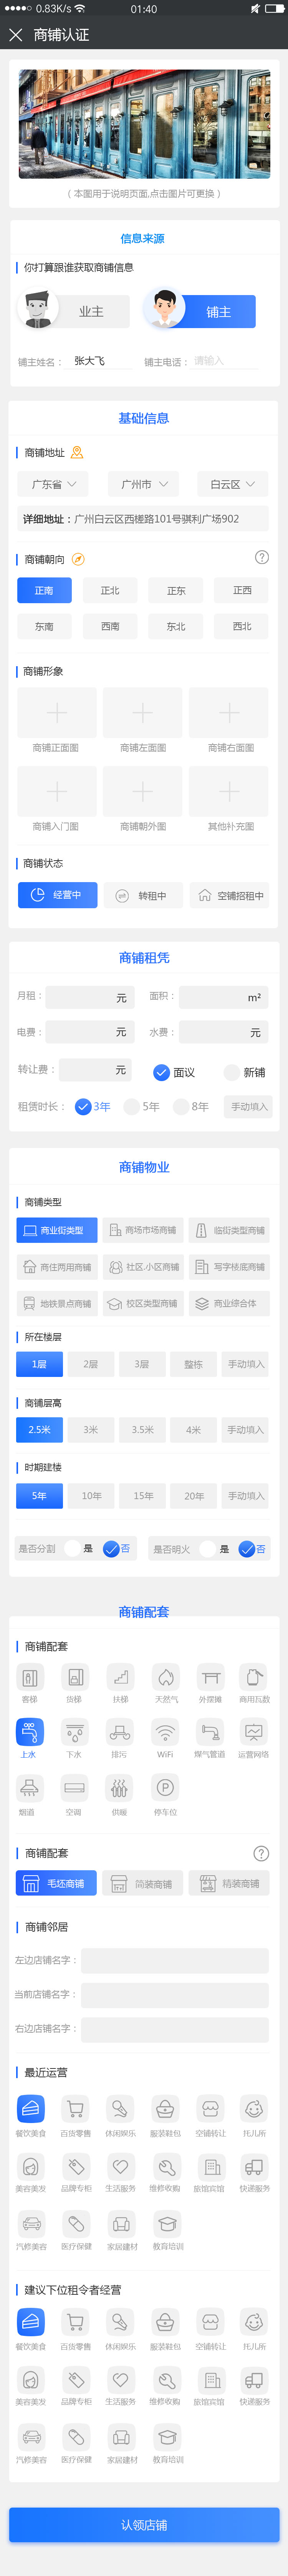 0.83K/s 01:40
商铺认证
（本图用于说明页面,点击图片可更换）
信息来源
你打算跟谁获取商铺信息
业主 铺主
铺主姓名： 张大飞 铺主电话： 请输入
基础信息
商铺地址
广东省 广州市 白云区
详细地址：广州白云区西槎路101号骐利广场902
商铺朝向 ?
正南 正北 正东 正西
东南 西南 东北 西北
商铺形象
商铺正面图 商铺左面图 商铺右面图
商铺入门图 商铺朝外图 其他补充图
商铺状态
经营中 转租中 空铺招租中
商铺租凭
月租： 元 面积： m²
电费： 元 水费： 元
转让费： 元 面议 新铺
租赁时长： 3年 5年 8年 手动填入
商铺物业
商铺类型
商业街类型 商场市场商铺 临街类型商铺
商住两用商铺 社区.小区商铺 写字楼底商铺
地铁景点商铺 校区类型商铺 商业综合体
所在楼层
1层 2层 3层 整栋 手动填入
商铺层高
2.5米 3米 3.5米 4米 手动填入
时期建楼
5年 10年 15年 20年 手动填入
是否分割 是 否 是否明火 是 否
商铺配套
商铺配套
客梯 货梯 扶梯 天然气 外摆摊 商用瓦数
上水 下水 排污 WiFi 煤气管道 运营网络
烟道 空调 供暖 停车位
商铺配套 ?
毛坯商铺 简装商铺 精装商铺
商铺邻居
左边店铺名字：
当前店铺名字：
右边店铺名字：
最近运营
餐饮美食 百货零售 休闲娱乐 服装鞋包 空铺转让 托儿所
美容美发 品牌专柜 生活服务 维修收购 旅馆宾馆 快递服务
汽修美容 医疗保健 家居建材 教育培训
建议下位租令者经营
餐饮美食 百货零售 休闲娱乐 服装鞋包 空铺转让 托儿所
美容美发 品牌专柜 生活服务 维修收购 旅馆宾馆 快递服务
汽修美容 医疗保健 家居建材 教育培训
认领店铺